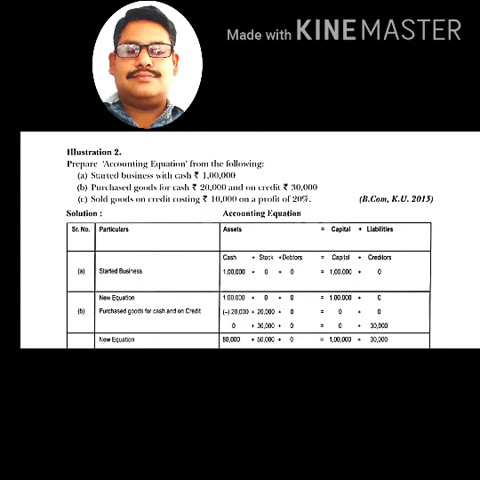 Made with KINEMASTER
Illustration 2.
Prepare 'Accounting Equation' from the following:
(a) Started business with cash ₹ 1,00,000
(b) Purchased goods for cash ₹ 20,000 and on credit ₹ 30,000
(c) Sold goods on credit costing ₹ 10,000 on a profit of 20%. (B.Com, K.U. 2015)
Solution : Accounting Equation
Sr. No. Particulars Assets = Capital + Liabilities
Cash + Stock + Debtors = Capital + Creditors
(a) Started Business 1,00,000 + 0 + 0 = 1,00,000 + 0
New Equation 1,00,000 + 0 + 0 = 1,00,000 + 0
(b) Purchased goods for cash and on Credit (–) 20,000 + 20,000 + 0 = 0 + 0
0 + 30,000 + 0 = 0 + 30,000
New Equation 80,000 + 50,000 + 0 = 1,00,000 + 30,000